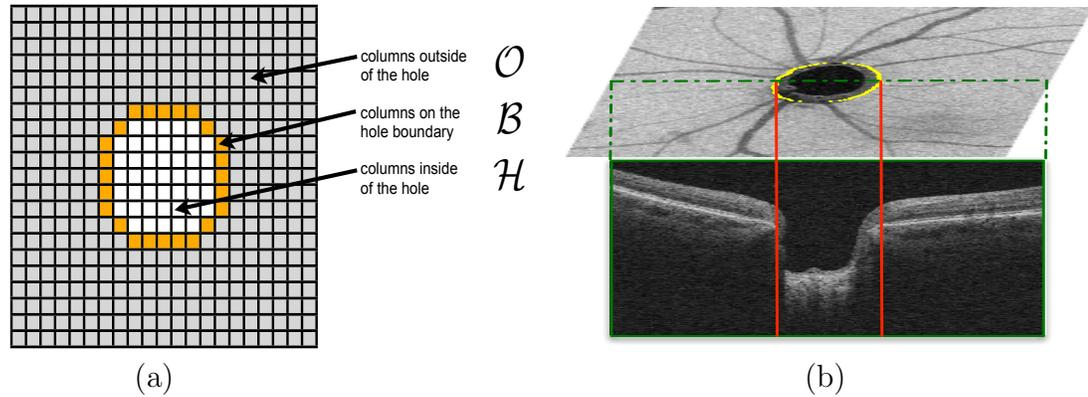 columns outside
of the hole
𝒪
columns on the
hole boundary
ℬ
columns inside
of the hole
ℋ
(a)
(b)